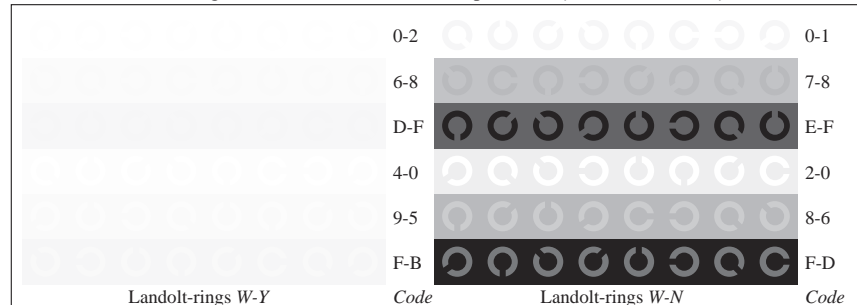 0-2 0-1
6-8 7-8
D-F E-F
4-0 2-0
9-5 8-6
F-B F-D
Landolt-rings W-Y Code Landolt-rings W-N Code